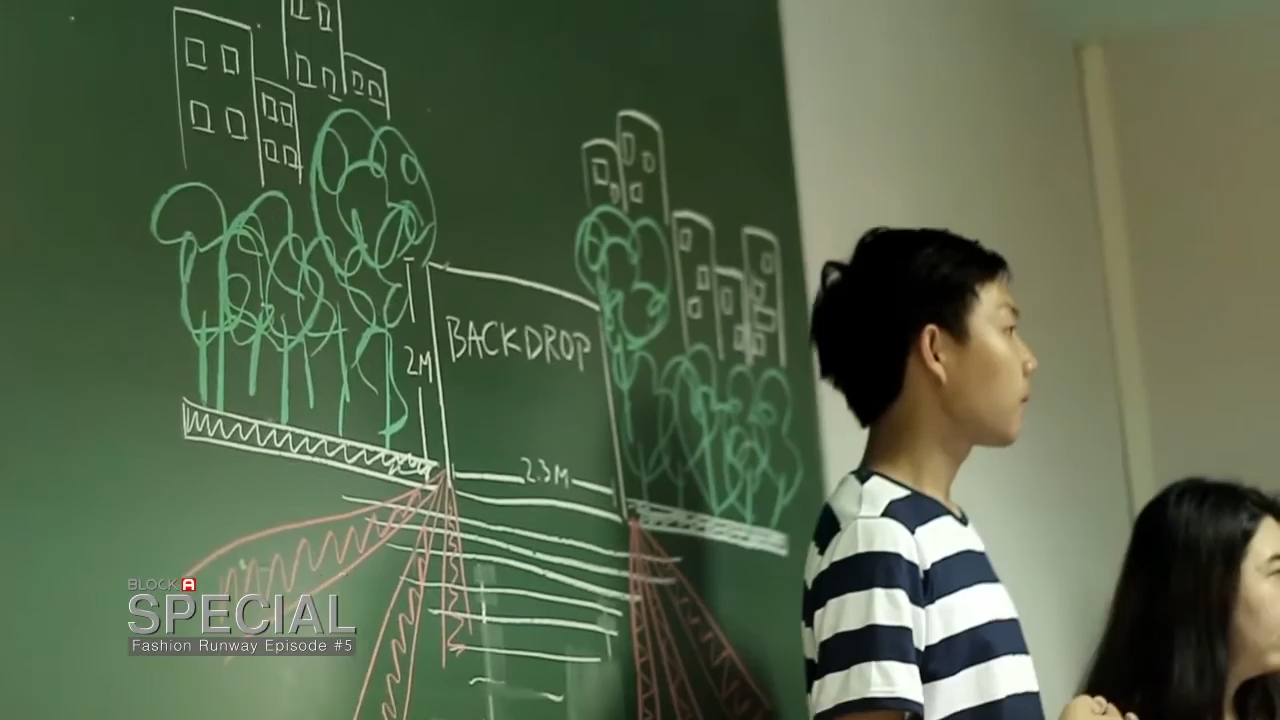 BACKDROP
2M
2.3M
BLOCK A
SPECIAL
Fashion Runway Episode #5